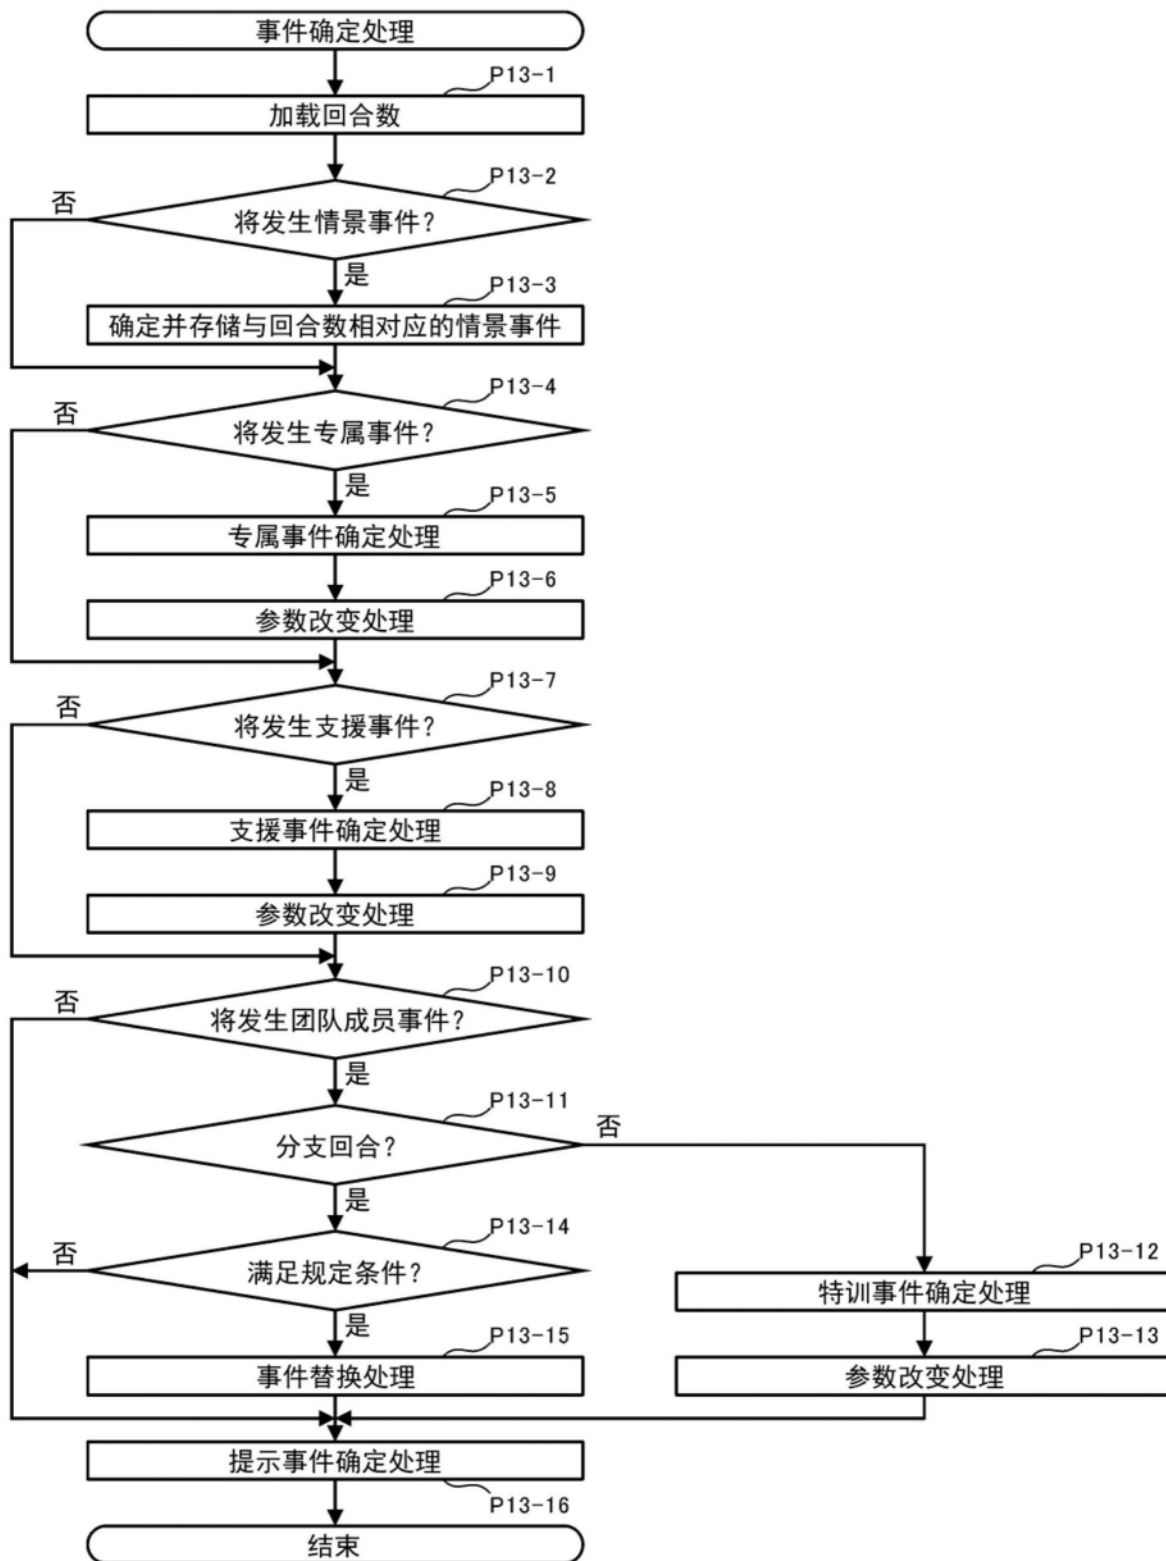 事件确定处理
P13-1
加载回合数
P13-2
否
将发生情景事件?
是
P13-3
确定并存储与回合数相对应的情景事件
P13-4
否
将发生专属事件?
是
P13-5
专属事件确定处理
P13-6
参数改变处理
P13-7
否
将发生支援事件?
是
P13-8
支援事件确定处理
P13-9
参数改变处理
P13-10
否
将发生团队成员事件?
是
P13-11
否
分支回合?
是
P13-14
否
满足规定条件?
是
P13-12
特训事件确定处理
P13-15
事件替换处理
P13-13
参数改变处理
提示事件确定处理
P13-16
结束